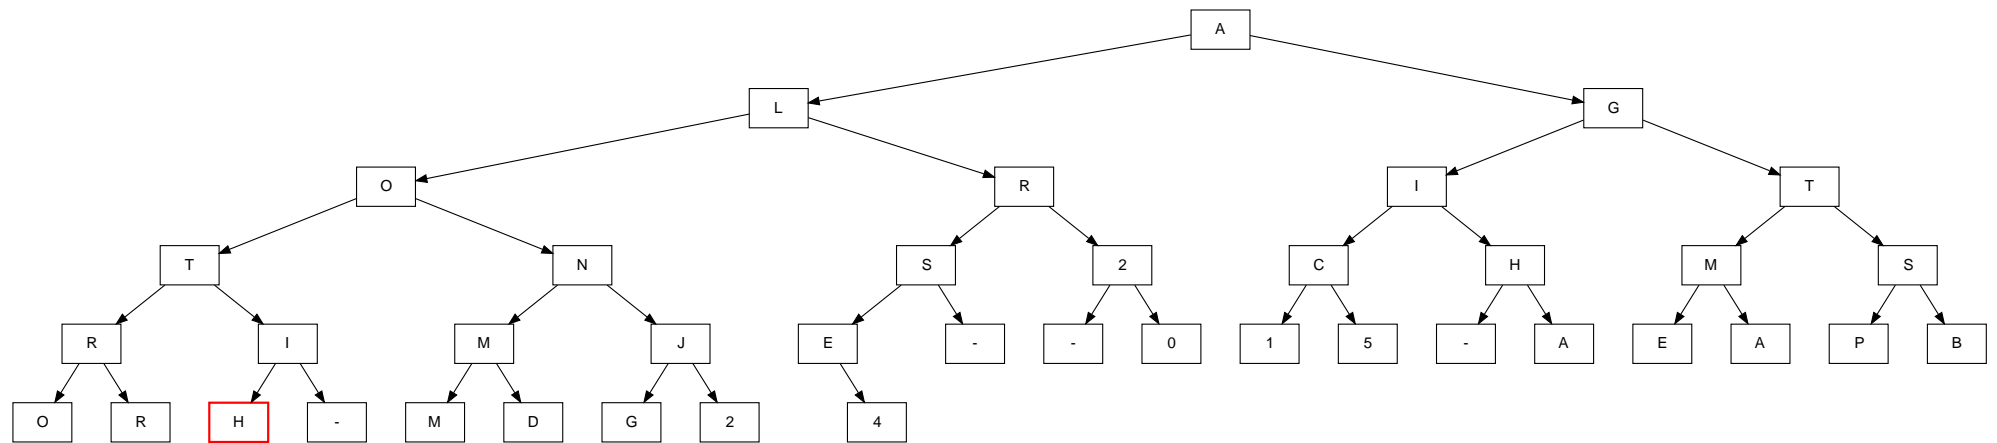 A
L G
O R I T
T N S 2 C H M S
R I M J E - - 0 1 5 - A E A P B
O R H - M D G 2 4